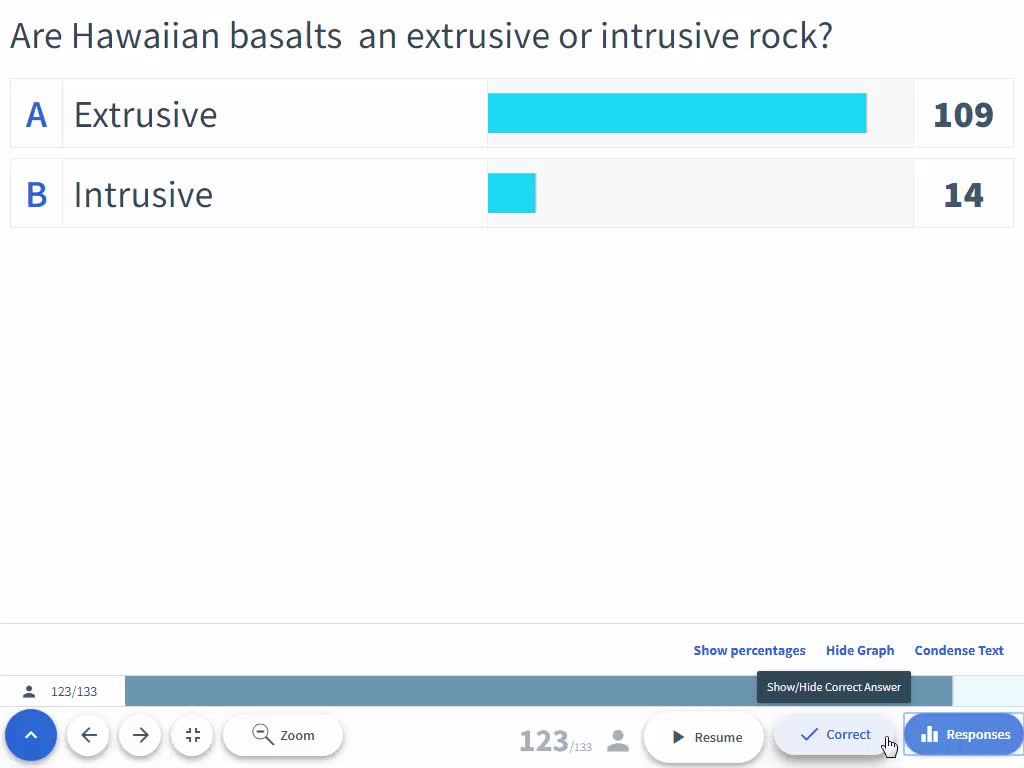 Are Hawaiian basalts  an extrusive or intrusive rock?
A Extrusive 109
B Intrusive 14
Show percentages Hide Graph Condense Text
123/133
Show/Hide Correct Answer
Zoom 123/133 Resume Correct Responses